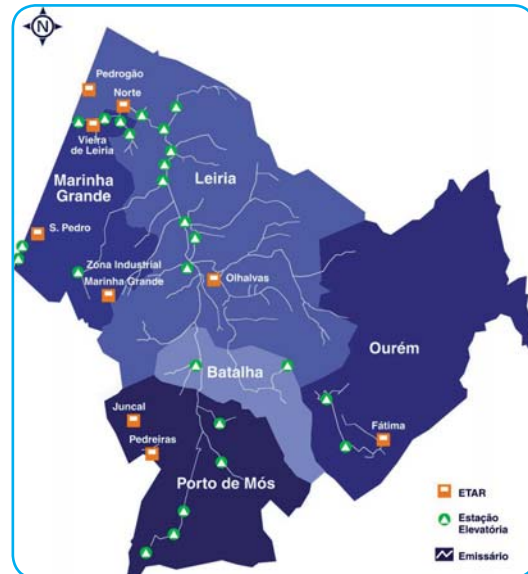 N
Pedrogão
Norte
Vieira
de Leiria
Marinha
Grande
Leiria
S. Pedro
Zona Industrial
Marinha Grande
Olhalvas
Ourém
Batalha
Juncal
Pedreiras
Fátima
Porto de Mós
ETAR
Estação
Elevatória
Emissário